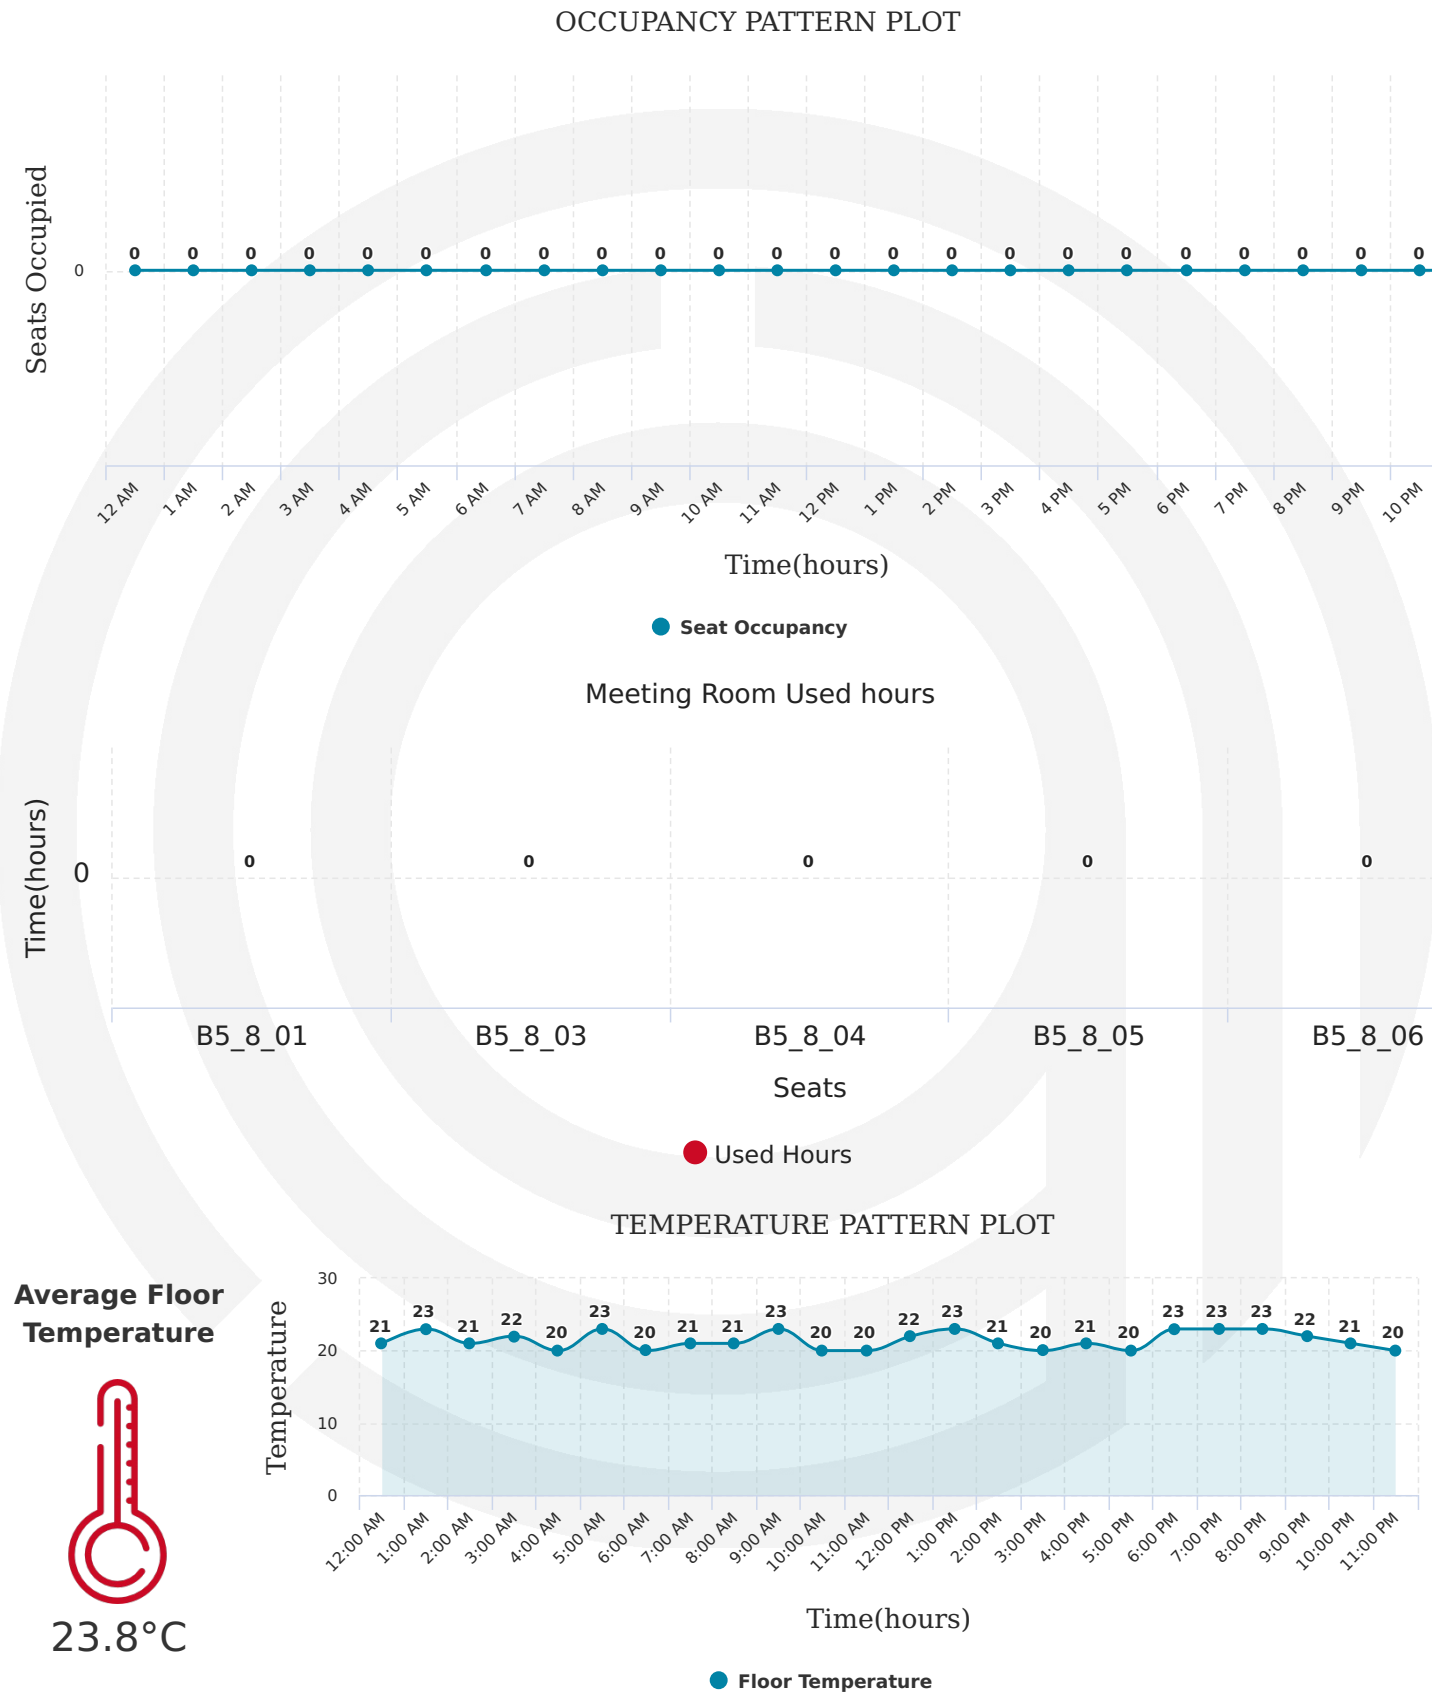 OCCUPANCY PATTERN PLOT
Seats Occupied
0 0 0 0 0 0 0 0 0 0 0 0 0 0 0 0 0 0 0 0 0 0 0
0
12 AM 1 AM 2 AM 3 AM 4 AM 5 AM 6 AM 7 AM 8 AM 9 AM 10 AM 11 AM 12 PM 1 PM 2 PM 3 PM 4 PM 5 PM 6 PM 7 PM 8 PM 9 PM 10 PM
Time(hours)
Seat Occupancy
Meeting Room Used hours
Time(hours)
0 0 0 0 0
0
B5_8_01 B5_8_03 B5_8_04 B5_8_05 B5_8_06
Seats
Used Hours
TEMPERATURE PATTERN PLOT
Average Floor
Temperature
23.8°C
Temperature
30
20
10
0
21 23 21 22 20 23 20 21 21 23 20 20 22 23 21 20 21 20 23 23 23 22 21 20
12:00 AM 1:00 AM 2:00 AM 3:00 AM 4:00 AM 5:00 AM 6:00 AM 7:00 AM 8:00 AM 9:00 AM 10:00 AM 11:00 AM 12:00 PM 1:00 PM 2:00 PM 3:00 PM 4:00 PM 5:00 PM 6:00 PM 7:00 PM 8:00 PM 9:00 PM 10:00 PM 11:00 PM
Time(hours)
Floor Temperature